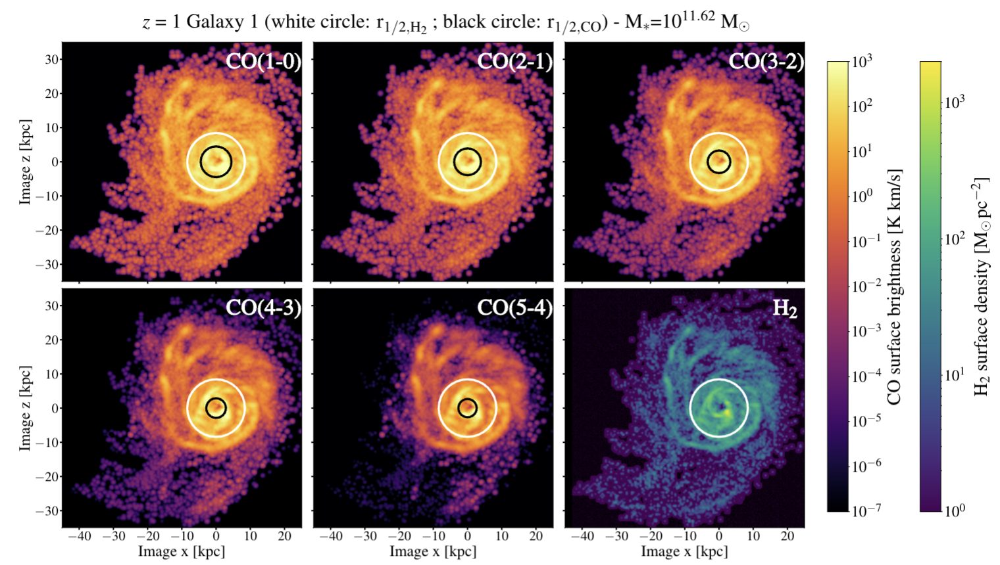 z = 1 Galaxy 1 (white circle: r1/2,H2 ; black circle: r1/2,CO) - M*=10^11.62 M⊙
CO(1-0)
CO(2-1)
CO(3-2)
30
20
10
0
−10
−20
−30
Image z [kpc]
CO(4-3)
CO(5-4)
H2
30
20
10
0
−10
−20
−30
Image z [kpc]
−40 −30 −20 −10 0 10 20
−40 −30 −20 −10 0 10 20
−40 −30 −20 −10 0 10 20
Image x [kpc]
Image x [kpc]
Image x [kpc]
10^3
10^2
10^1
10^0
10^−1
10^−2
10^−3
10^−4
10^−5
10^−6
10^−7
CO surface brightness [K km/s]
10^3
10^2
10^1
10^0
H2 surface density [M⊙pc^−2]